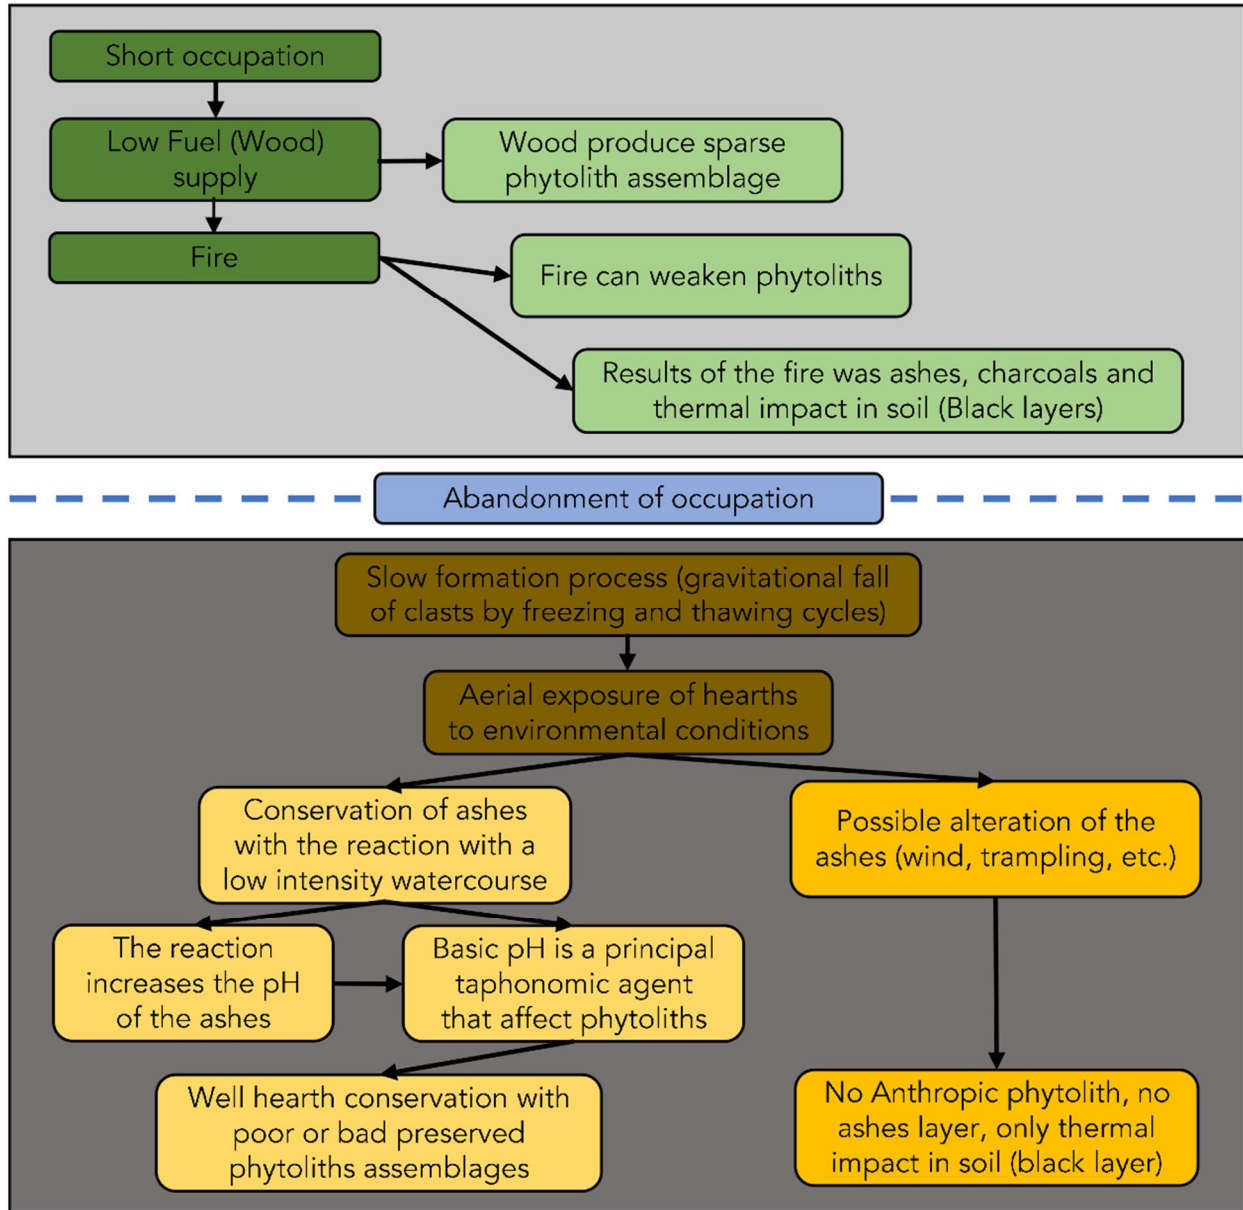 Short occupation
Low Fuel (Wood)
supply
Wood produce sparse
phytolith assemblage
Fire
Fire can weaken phytoliths
Results of the fire was ashes, charcoals and
thermal impact in soil (Black layers)
Abandonment of occupation
Slow formation process (gravitational fall
of clasts by freezing and thawing cycles)
Aerial exposure of hearths
to environmental conditions
Conservation of ashes
with the reaction with a
low intensity watercourse
Possible alteration of the
ashes (wind, trampling, etc.)
The reaction
increases the pH
of the ashes
Basic pH is a principal
taphonomic agent
that affect phytoliths
Well hearth conservation with
poor or bad preserved
phytoliths assemblages
No Anthropic phytolith, no
ashes layer, only thermal
impact in soil (black layer)